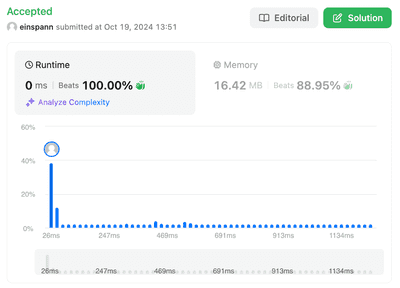 Accepted
einspann submitted at Oct 19, 2024 13:51
Editorial
Solution
Runtime
0 ms | Beats 100.00%
Analyze Complexity
Memory
16.42 MB | Beats 88.95%
60%
40%
20%
0%
26ms 247ms 469ms 691ms 913ms 1134ms
26ms 247ms 469ms 691ms 913ms 1134ms